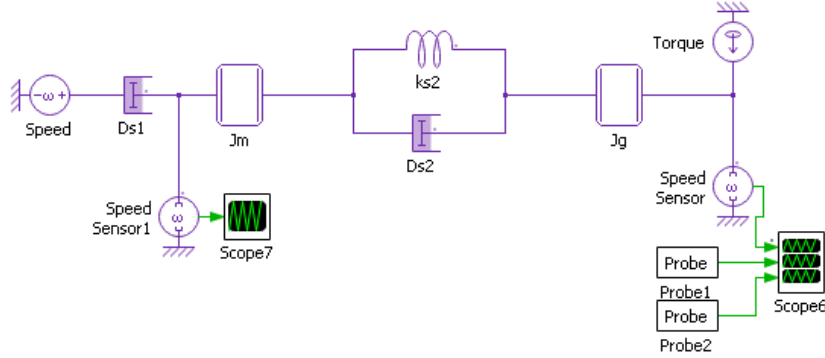 Torque
ks2
-ω+
Speed
Ds1
Jm
Ds2
Jg
Speed
Sensor1
ω
Scope7
Speed
Sensor
ω
Probe
Probe1
Probe
Probe2
Scope6